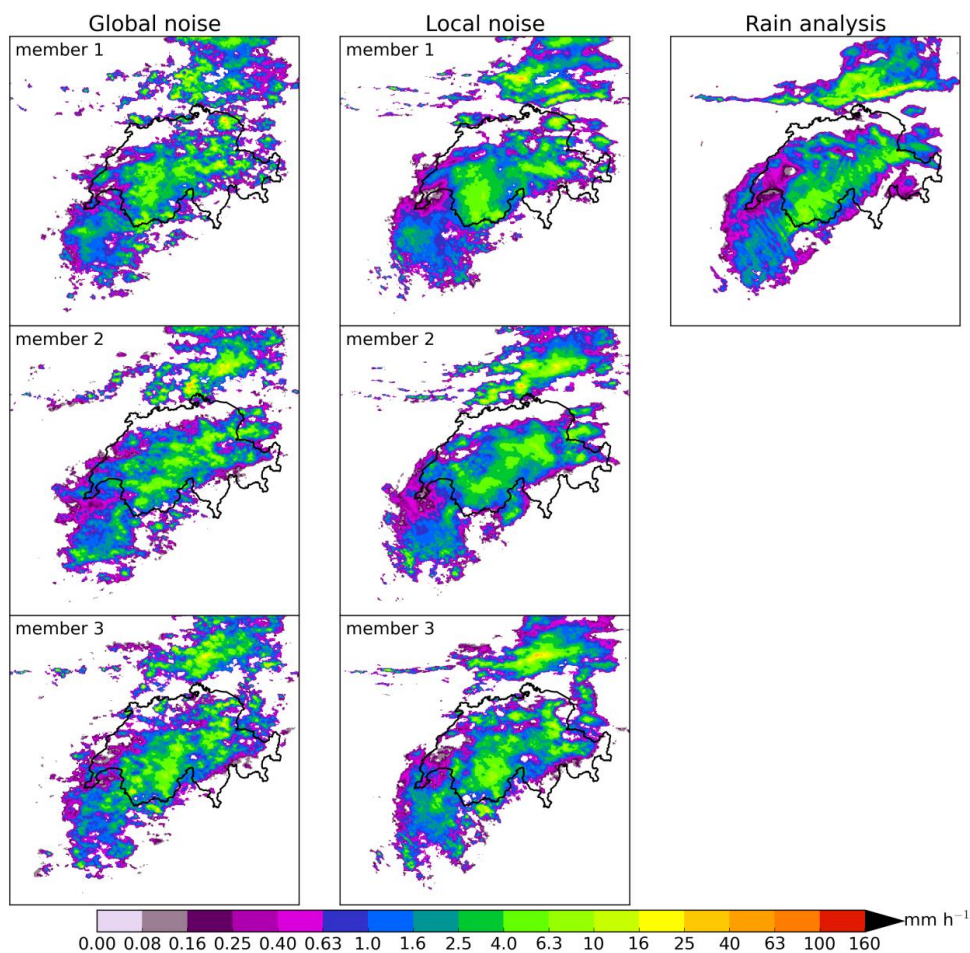 Global noise Local noise Rain analysis
member 1 member 1
member 2 member 2
member 3 member 3
mm h⁻¹
0.00 0.08 0.16 0.25 0.40 0.63 1.0 1.6 2.5 4.0 6.3 10 16 25 40 63 100 160